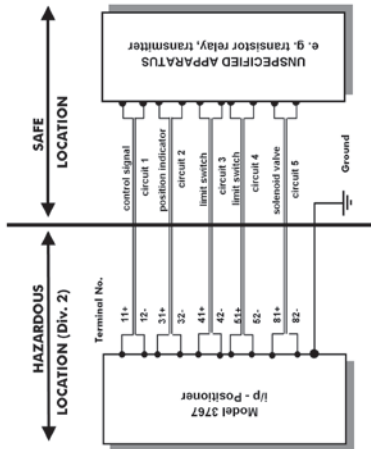 SAFE
LOCATION
HAZARDOUS
LOCATION (Div. 2)
UNSPECIFIED APPARATUS
e. g. transistor relay, transmitter
control signal
circuit 1
position indicator
circuit 2
limit switch
circuit 3
limit switch
circuit 4
solenoid valve
circuit 5
Ground
Terminal No.
11+
12-
31+
32-
41+
42-
51+
52-
81+
82-
Model 3767
i/p - Positioner